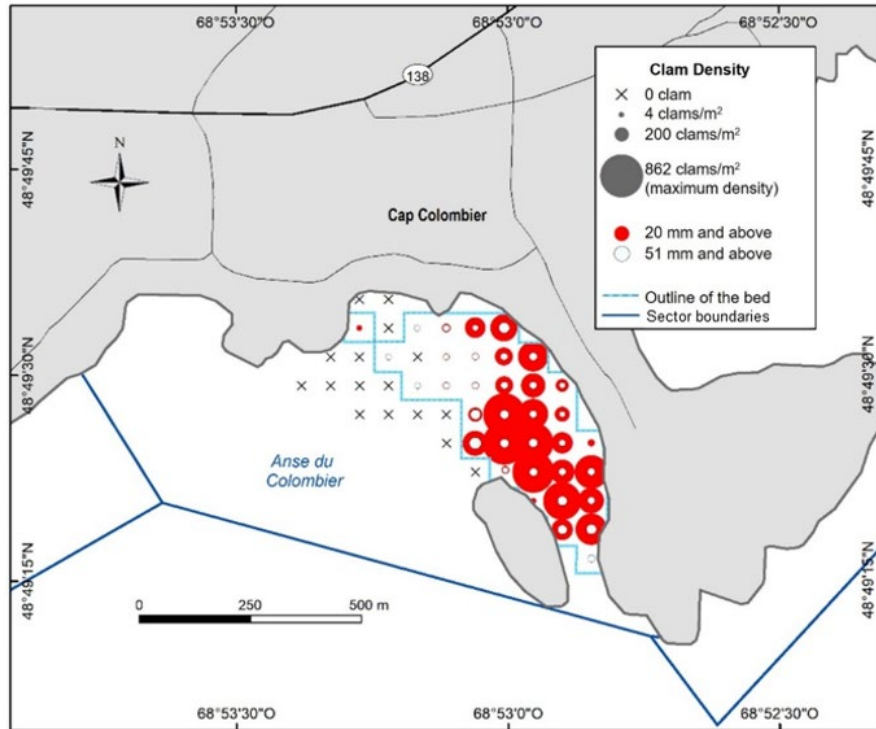 68°53'30"O 68°53'0"O 68°52'30"O
138
Clam Density
0 clam
4 clams/m²
200 clams/m²
862 clams/m²
(maximum density)
20 mm and above
51 mm and above
Outline of the bed
Sector boundaries
N
48°49'45"N
48°49'45"N
Cap Colombier
48°49'30"N
48°49'30"N
Anse du
Colombier
48°49'15"N
48°49'15"N
0 250 500 m
68°53'30"O 68°53'0"O 68°52'30"O